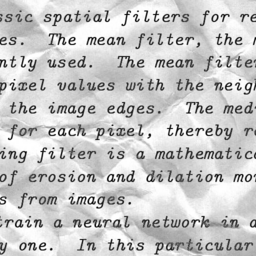 ssic spatial filters for re
es. The mean filter, the m
ntly used. The mean filter
pixel values with the neigh
the image edges. The med
for each pixel, thereby re
ing filter is a mathematica
of erosion and dilation mo
s from images.
train a neural network in a
y one. In this particular